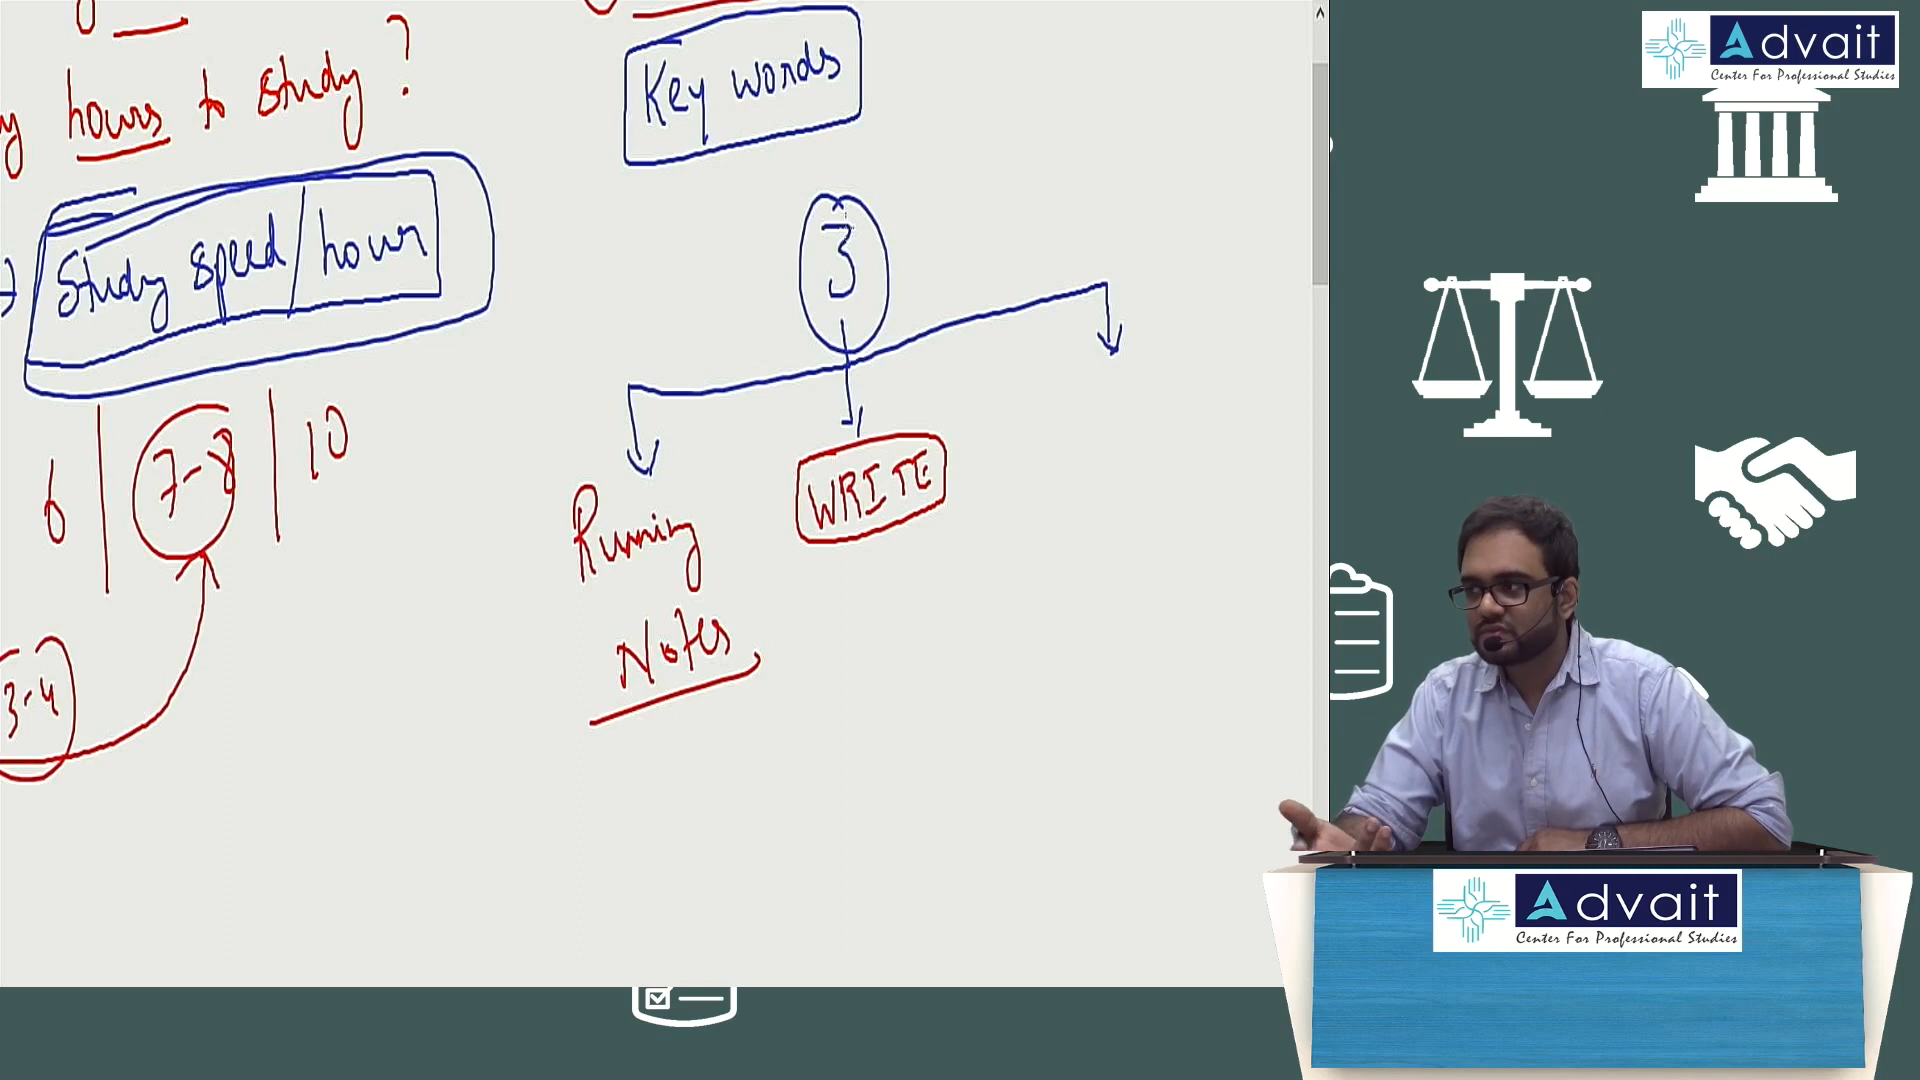 Key words
hours to study?
Study speed/hour
3
6 | 7-8 | 10
WRITE
Running
Notes
3-4
Advait
Center For Professional Studies
Advait
Center For Professional Studies